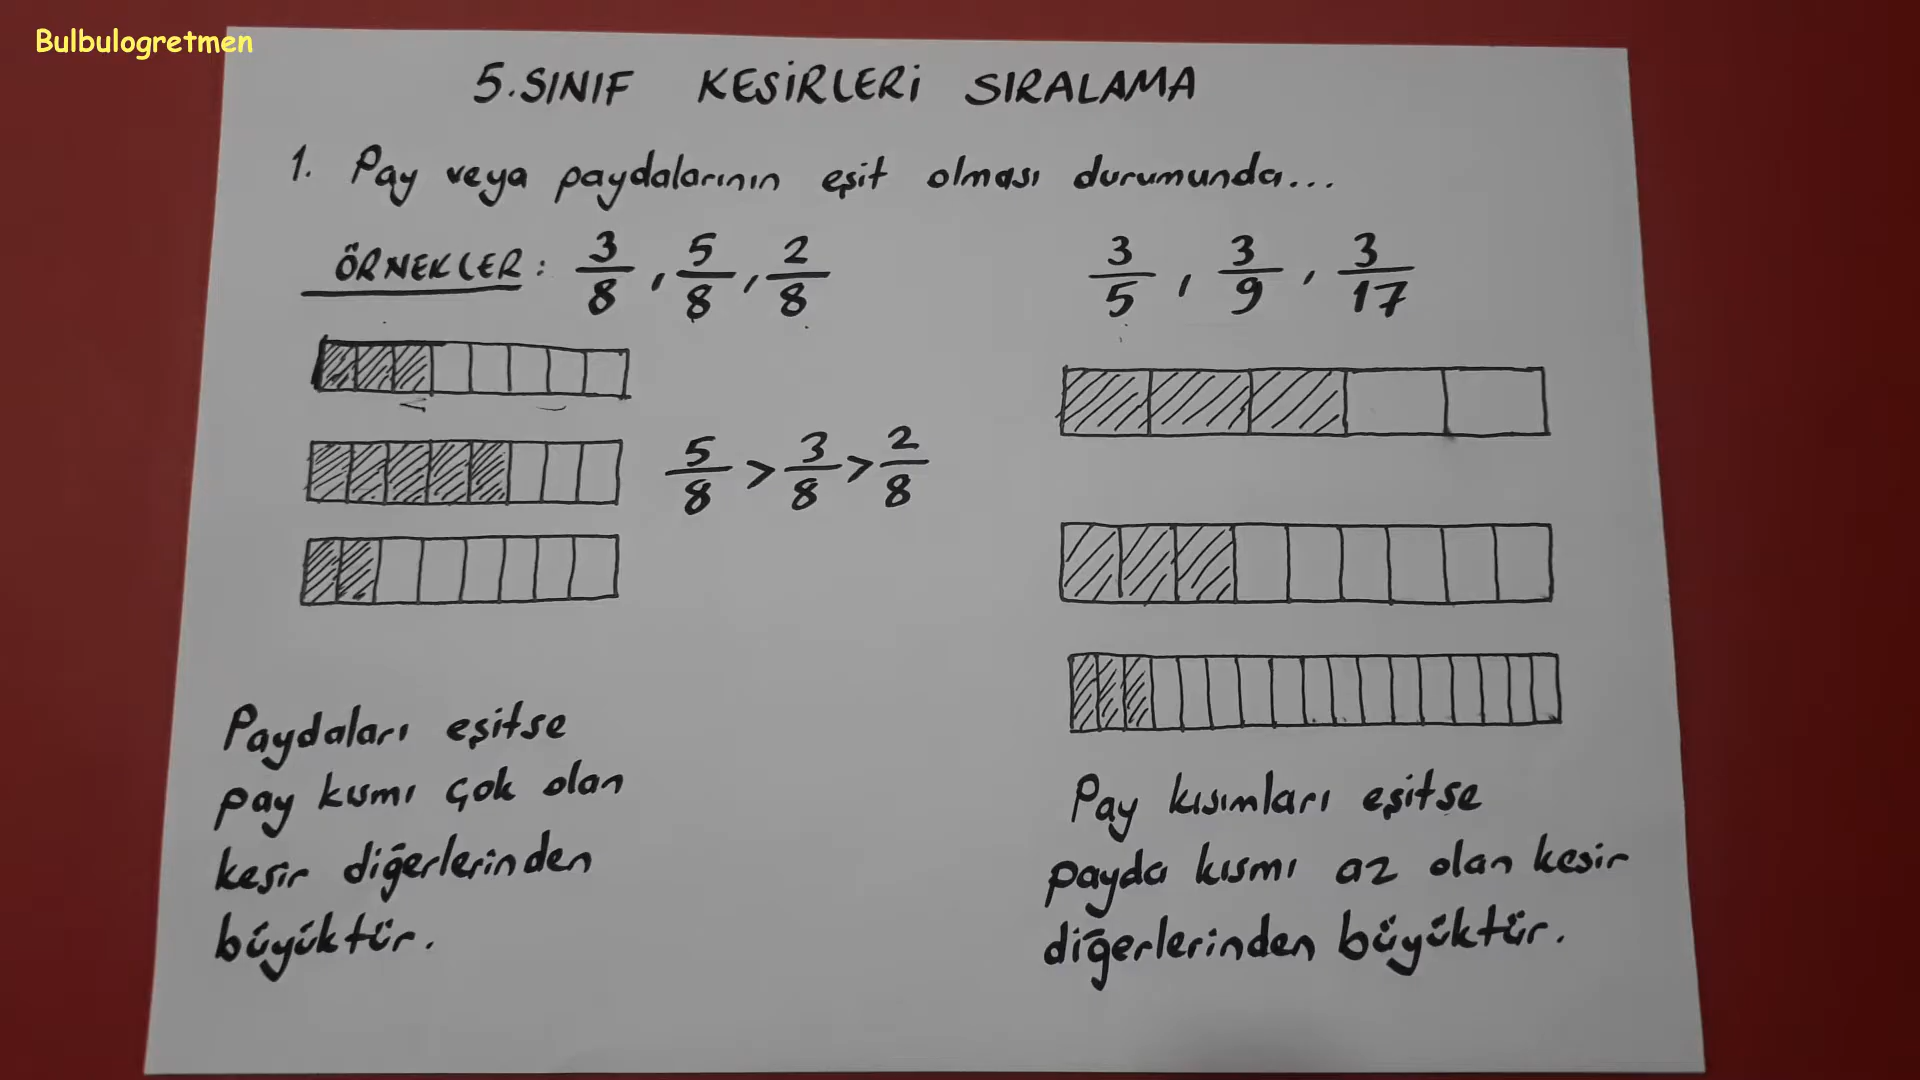 Bulbulogretmen
5.SINIF KESİRLERİ SIRALAMA
1. Pay veya paydalarının eşit olması durumunda...
ÖRNEKLER: 3/8, 5/8, 2/8
5/8 > 3/8 > 2/8
Paydaları eşitse
pay kısmı çok olan
kesir diğerlerinden
büyüktür.
3/5, 3/9, 3/17
Pay kısımları eşitse
payda kısmı az olan kesir
diğerlerinden büyüktür.